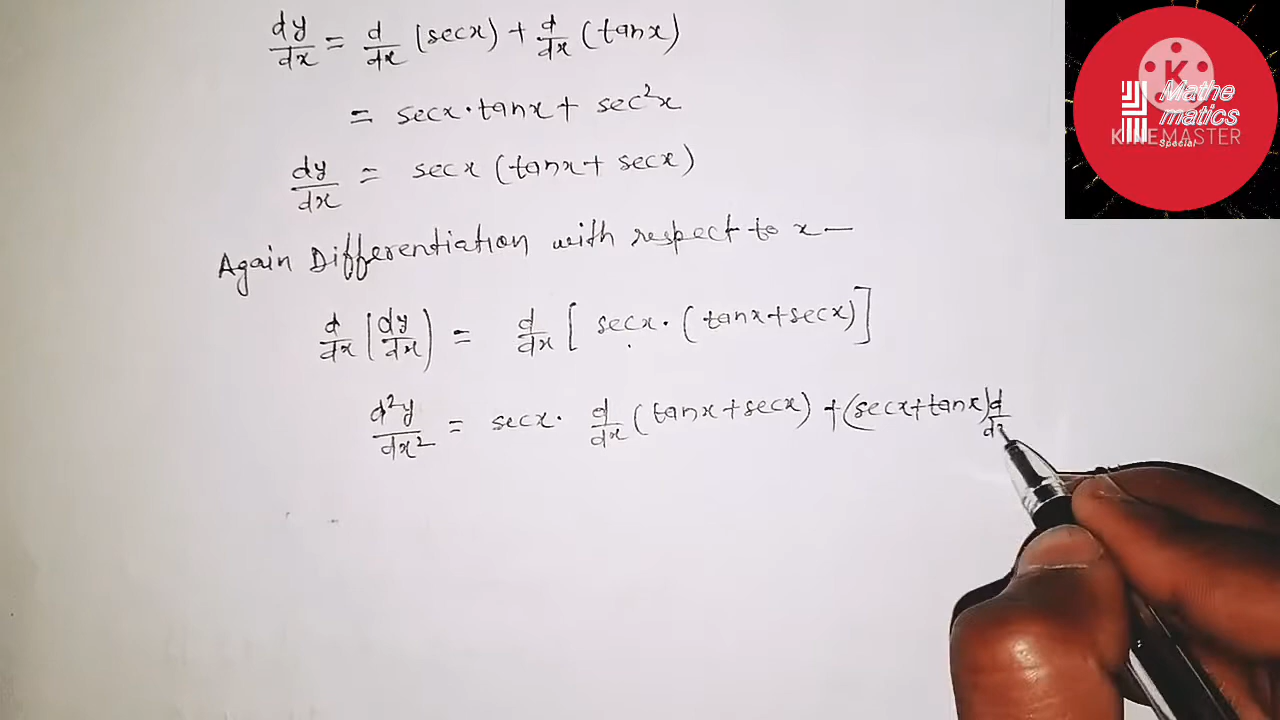 dy/dx = d/dx (secx) + d/dx (tanx)
= secx·tanx + sec²x
dy/dx = secx (tanx + secx)
Again Differentiation with respect to x —
d/dx (dy/dx) = d/dx [ secx · (tanx + secx) ]
d²y/dx² = secx · d/dx (tanx + secx) + (secx + tanx) d/dx
K
Mathe
matics
KINEMASTER
Special